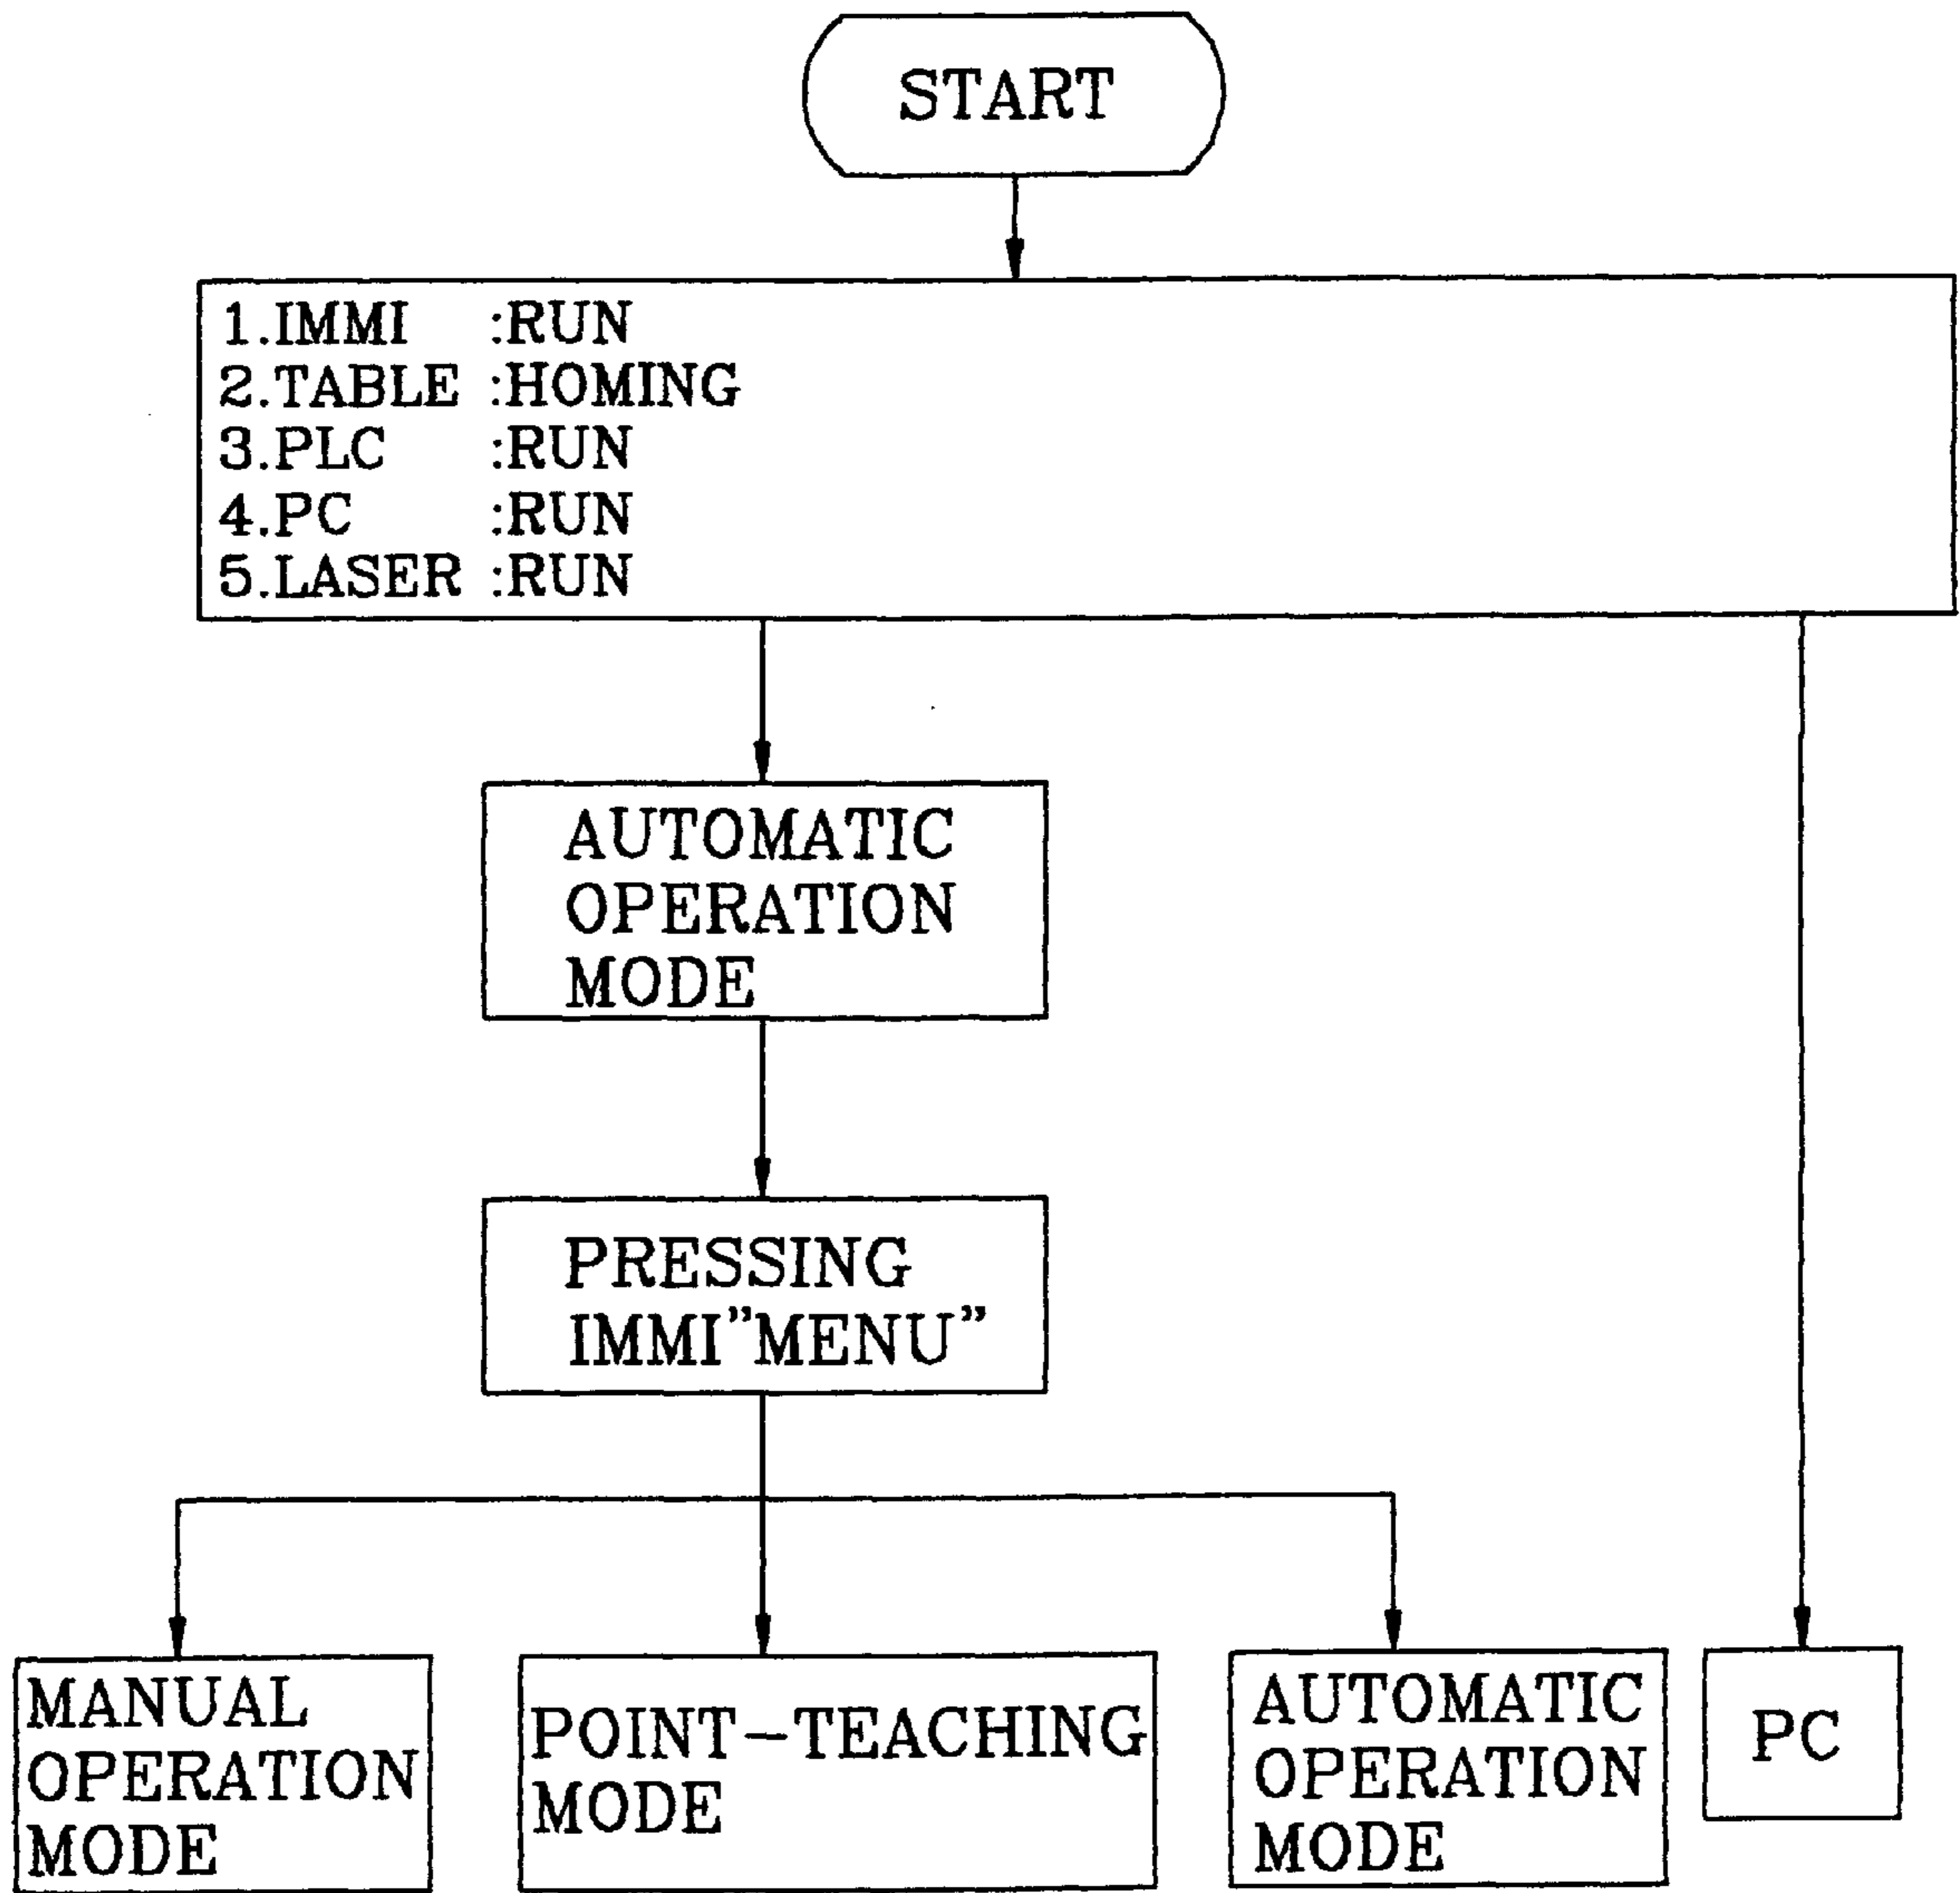 START
1.IMMI :RUN
2.TABLE :HOMING
3.PLC :RUN
4.PC :RUN
5.LASER :RUN
AUTOMATIC
OPERATION
MODE
PRESSING
IMMI"MENU"
MANUAL
OPERATION
MODE
POINT-TEACHING
MODE
AUTOMATIC
OPERATION
MODE
PC